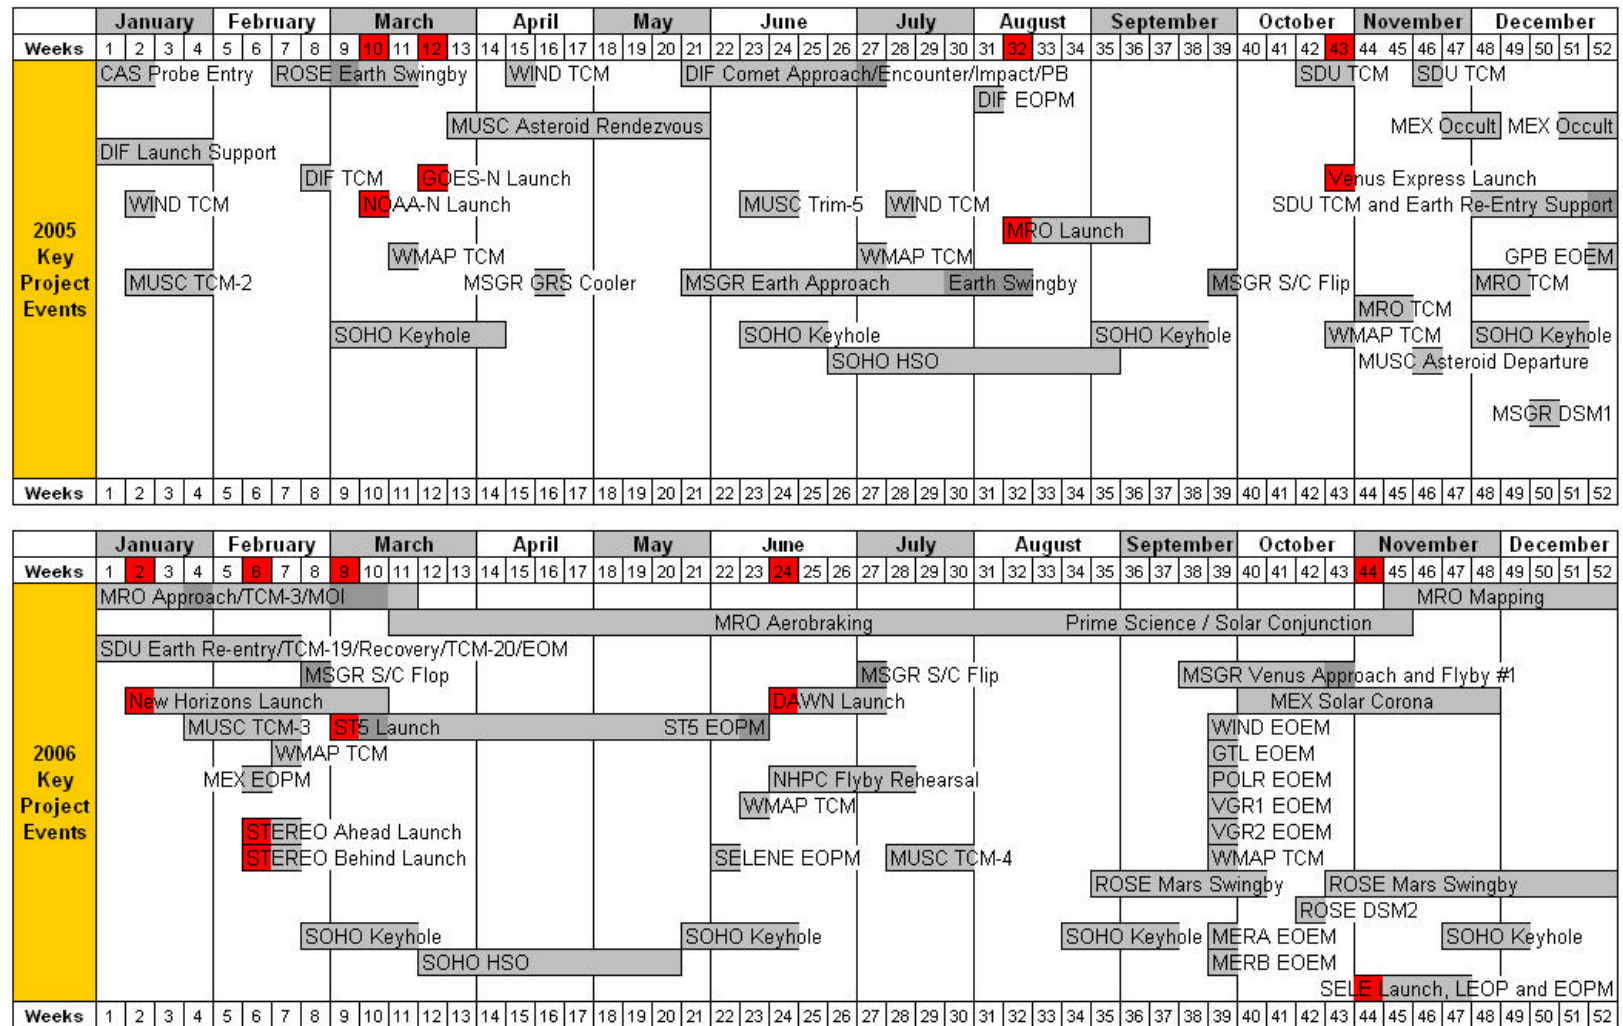 January February March April May June July August September October November December
Weeks 1 2 3 4 5 6 7 8 9 10 11 12 13 14 15 16 17 18 19 20 21 22 23 24 25 26 27 28 29 30 31 32 33 34 35 36 37 38 39 40 41 42 43 44 45 46 47 48 49 50 51 52
2005
Key
Project
Events
CAS Probe Entry ROSE Earth Swingby WIND TCM DIF Comet Approach/Encounter/Impact/PB SDU TCM SDU TCM
DIF EOPM
MUSC Asteroid Rendezvous MEX Occult MEX Occult
DIF Launch Support
DIF TCM GOES-N Launch Venus Express Launch
WIND TCM NOAA-N Launch MUSC Trim-5 WIND TCM SDU TCM and Earth Re-Entry Support
MRO Launch
WMAP TCM WMAP TCM GPB EOEM
MUSC TCM-2 MSGR GRS Cooler MSGR Earth Approach Earth Swingby MSGR S/C Flip MRO TCM
MRO TCM
SOHO Keyhole SOHO Keyhole SOHO Keyhole WMAP TCM SOHO Keyhole
SOHO HSO MUSC Asteroid Departure
MSGR DSM1
Weeks 1 2 3 4 5 6 7 8 9 10 11 12 13 14 15 16 17 18 19 20 21 22 23 24 25 26 27 28 29 30 31 32 33 34 35 36 37 38 39 40 41 42 43 44 45 46 47 48 49 50 51 52
January February March April May June July August September October November December
Weeks 1 2 3 4 5 6 7 8 9 10 11 12 13 14 15 16 17 18 19 20 21 22 23 24 25 26 27 28 29 30 31 32 33 34 35 36 37 38 39 40 41 42 43 44 45 46 47 48 49 50 51 52
2006
Key
Project
Events
MRO Approach/TCM-3/MOI MRO Mapping
MRO Aerobraking Prime Science / Solar Conjunction
SDU Earth Re-entry/TCM-19/Recovery/TCM-20/EOM
MSGR S/C Flop MSGR S/C Flip MSGR Venus Approach and Flyby #1
New Horizons Launch DAWN Launch MEX Solar Corona
MUSC TCM-3 ST5 Launch ST5 EOPM WIND EOEM
WMAP TCM GTL EOEM
MEX EOPM NHPC Flyby Rehearsal POLR EOEM
WMAP TCM VGR1 EOEM
STEREO Ahead Launch VGR2 EOEM
STEREO Behind Launch SELENE EOPM MUSC TCM-4 WMAP TCM
ROSE Mars Swingby ROSE Mars Swingby
ROSE DSM2
SOHO Keyhole SOHO Keyhole SOHO Keyhole MERA EOEM SOHO Keyhole
SOHO HSO MERB EOEM
SELE Launch, LEOP and EOPM
Weeks 1 2 3 4 5 6 7 8 9 10 11 12 13 14 15 16 17 18 19 20 21 22 23 24 25 26 27 28 29 30 31 32 33 34 35 36 37 38 39 40 41 42 43 44 45 46 47 48 49 50 51 52